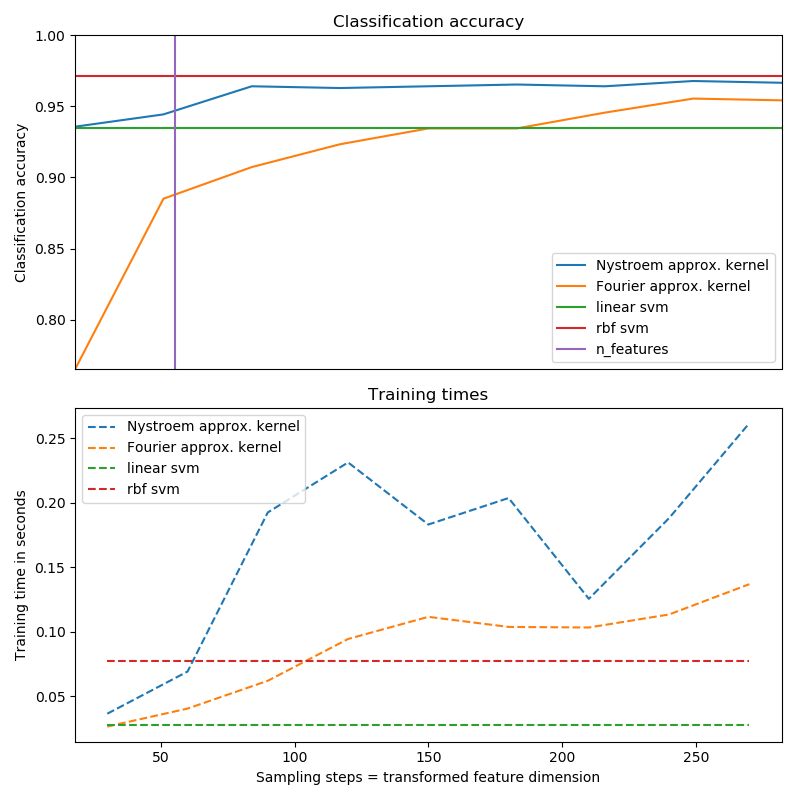 Classification accuracy
1.00
0.95
0.90
0.85
0.80
Classification accuracy
Nystroem approx. kernel
Fourier approx. kernel
linear svm
rbf svm
n_features
Training times
0.25
0.20
0.15
0.10
0.05
Training time in seconds
Nystroem approx. kernel
Fourier approx. kernel
linear svm
rbf svm
50
100
150
200
250
Sampling steps = transformed feature dimension